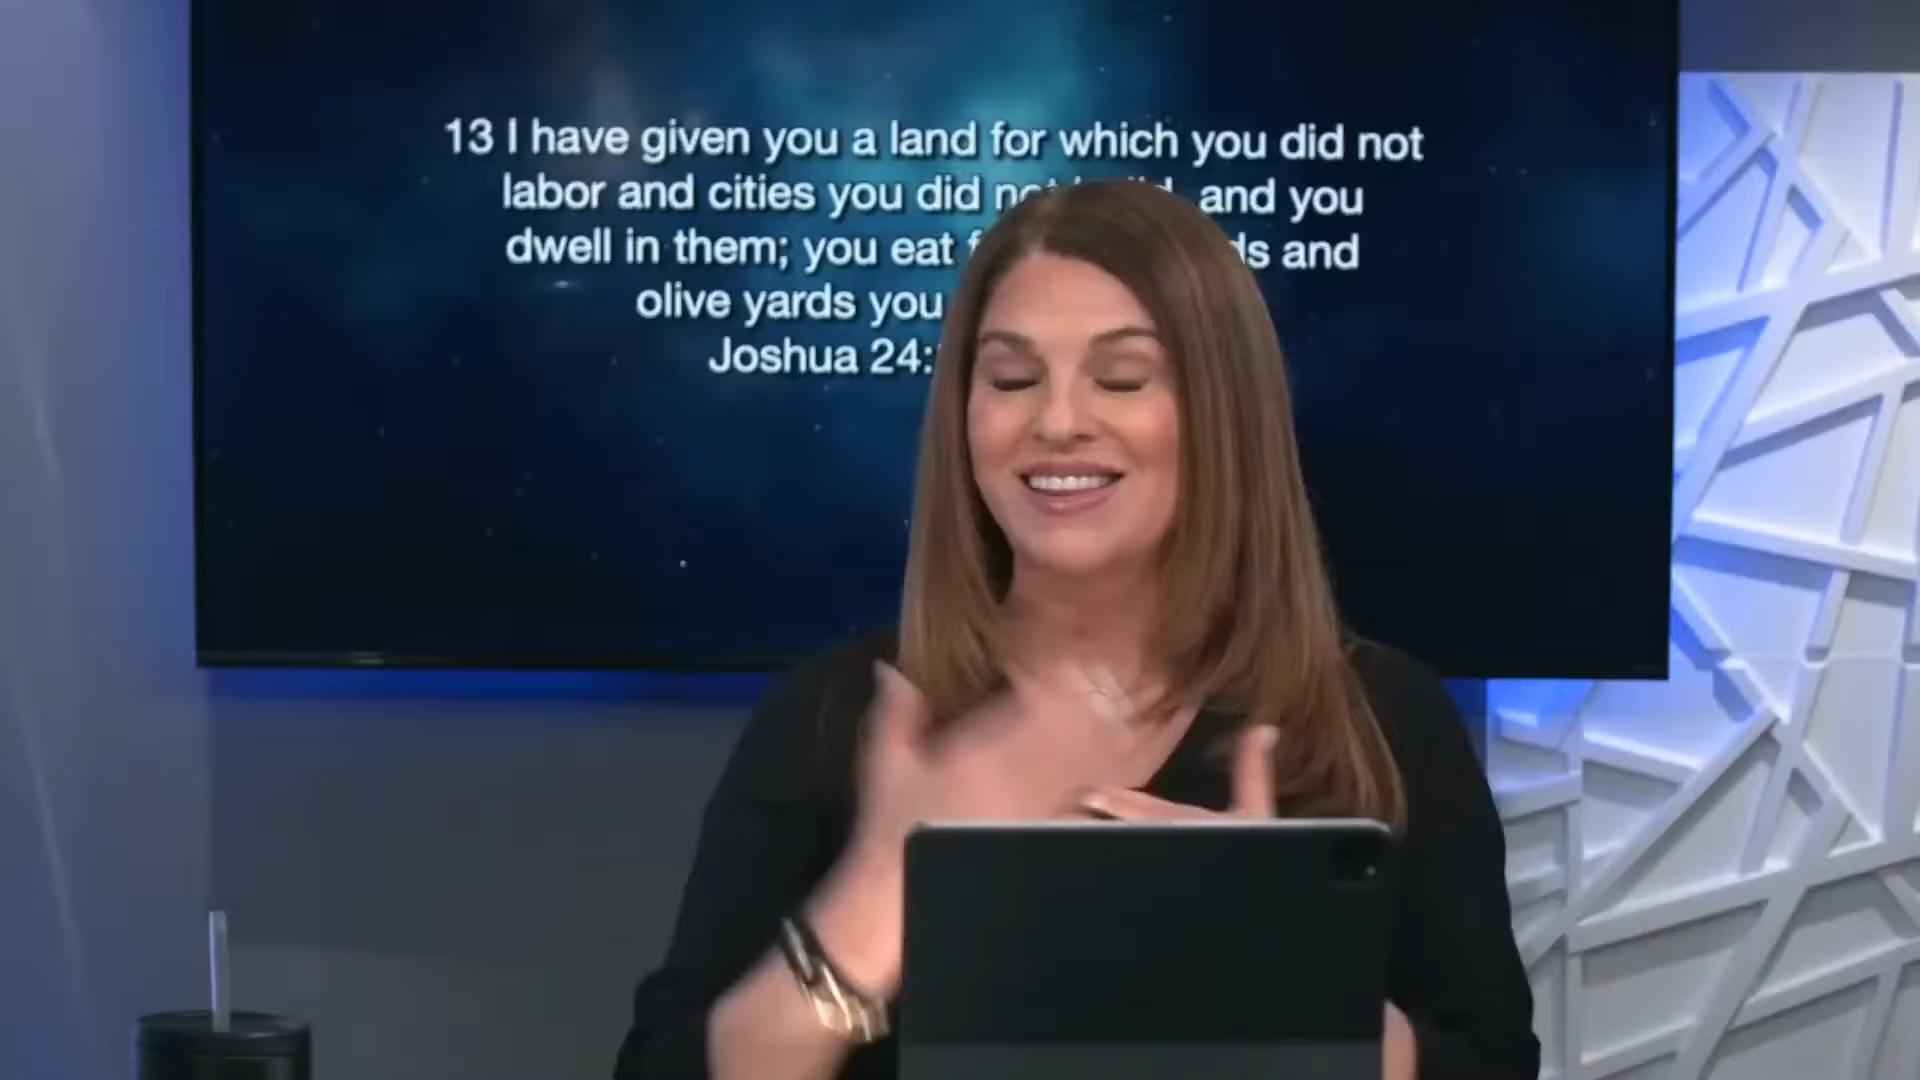 13 I have given you a land for which you did not
labor and cities you did and you
dwell in them; you eat and
olive yards you
Joshua 24: